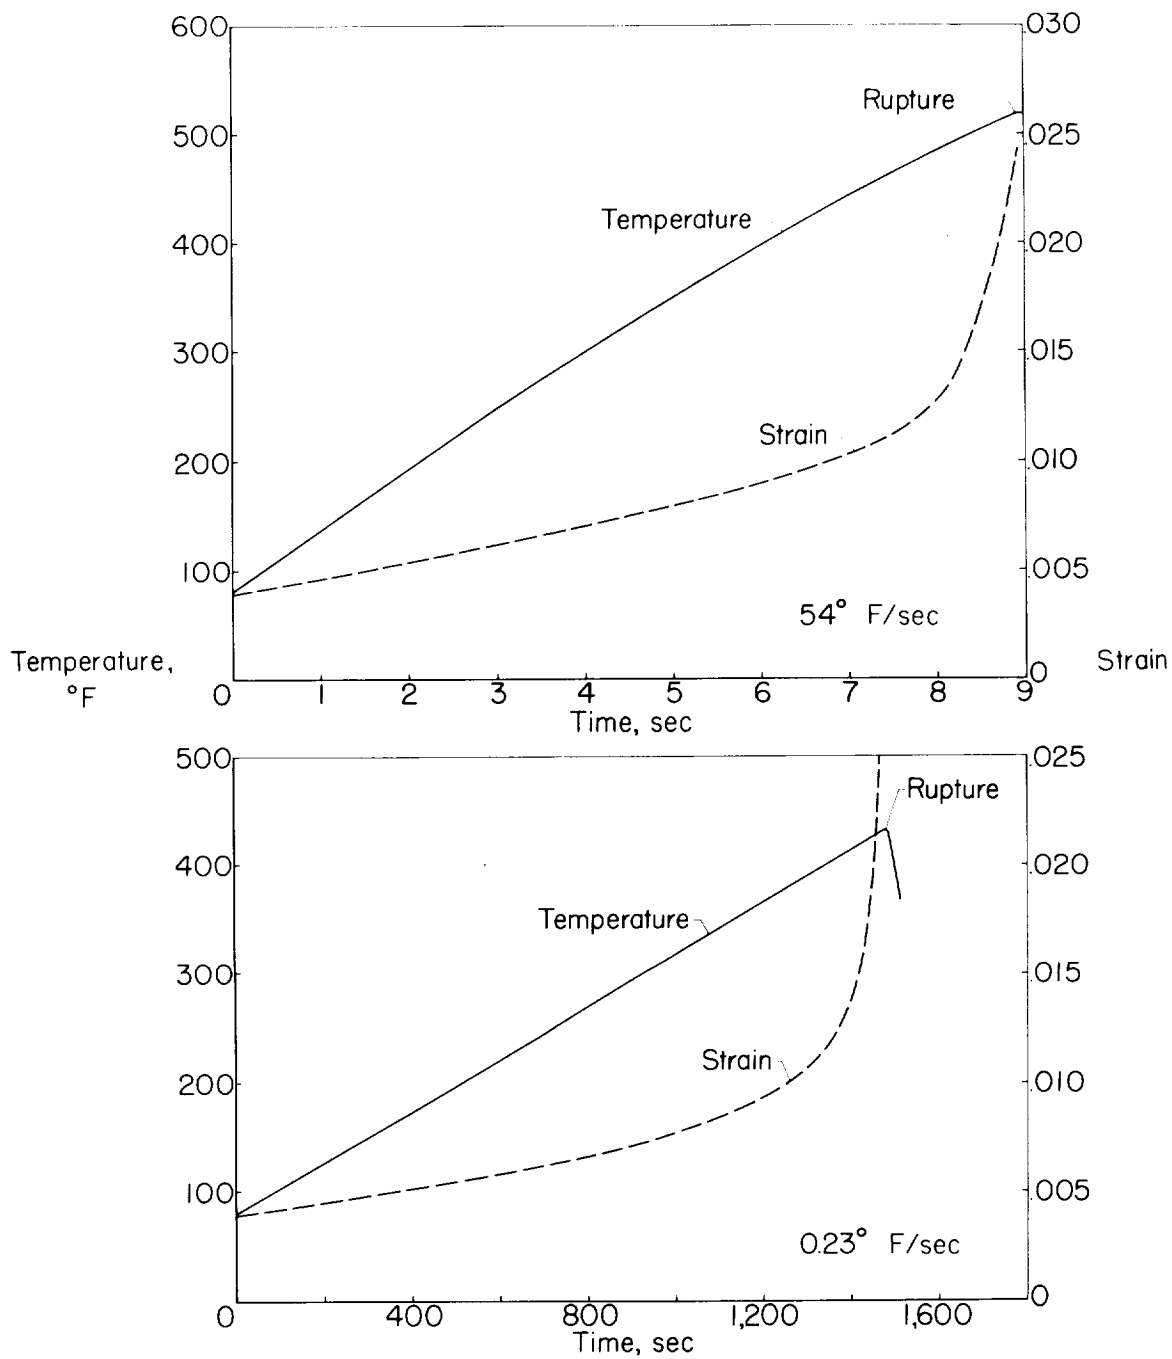 600
.030
Rupture
500
.025
Temperature
400
.020
300
.015
Strain
200
.010
100
.005
54° F/sec
Temperature, °F
0
Strain
0 1 2 3 4 5 6 7 8 9
Time, sec
500
.025
Rupture
400
.020
Temperature
300
.015
Strain
200
.010
100
.005
0.23° F/sec
0
0 400 800 1,200 1,600
Time, sec